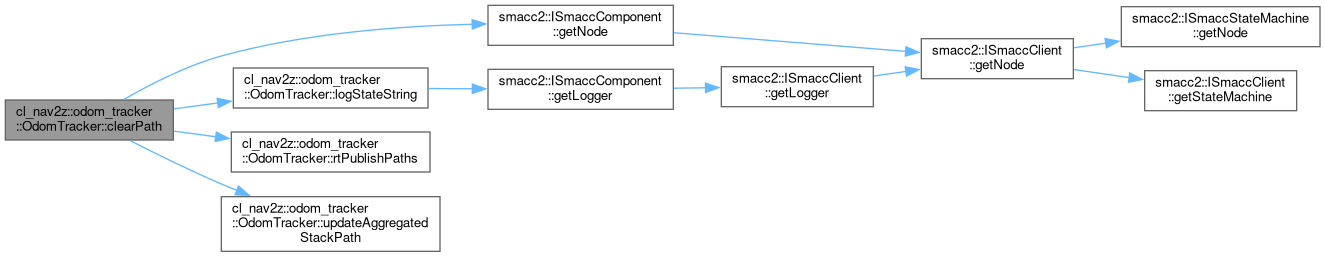 cl_nav2z::odom_tracker
::OdomTracker::clearPath
smacc2::ISmaccComponent
::getNode
cl_nav2z::odom_tracker
::OdomTracker::logStateString
smacc2::ISmaccComponent
::getLogger
smacc2::ISmaccClient
::getLogger
smacc2::ISmaccClient
::getNode
smacc2::ISmaccStateMachine
::getNode
smacc2::ISmaccClient
::getStateMachine
cl_nav2z::odom_tracker
::OdomTracker::rtPublishPaths
cl_nav2z::odom_tracker
::OdomTracker::updateAggregated
StackPath